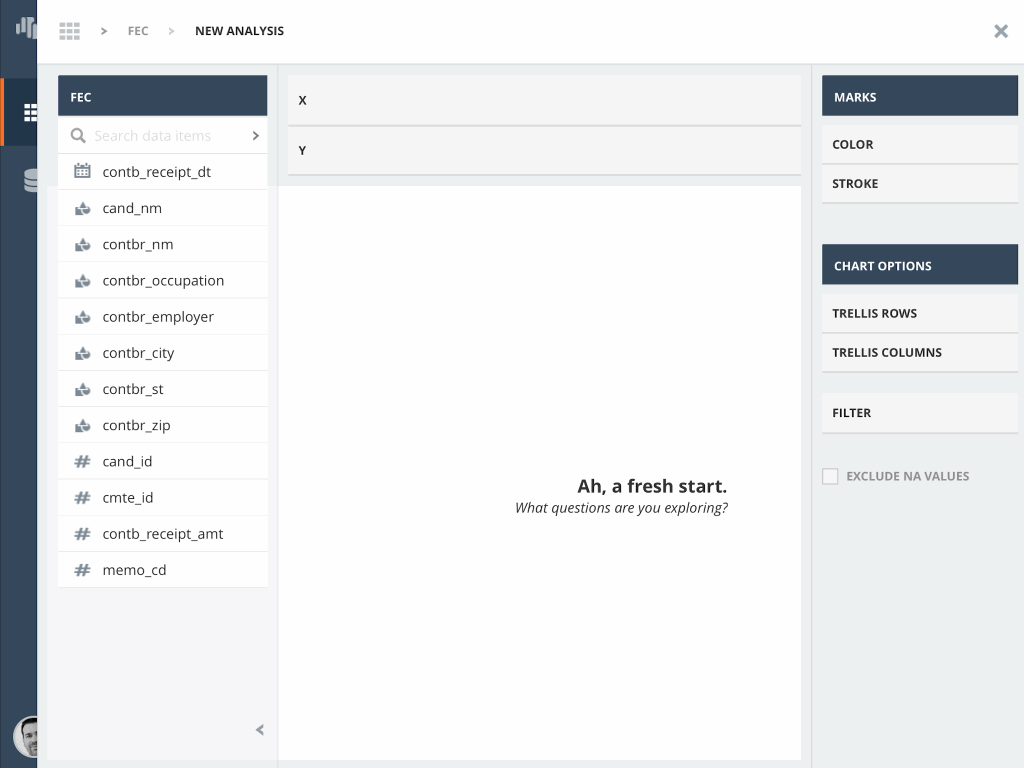 FEC
NEW ANALYSIS
FEC
Search data items
contb_receipt_dt
cand_nm
contbr_nm
contbr_occupation
contbr_employer
contbr_city
contbr_st
contbr_zip
cand_id
cmte_id
contb_receipt_amt
memo_cd
X
Y
Ah, a fresh start.
What questions are you exploring?
MARKS
COLOR
STROKE
CHART OPTIONS
TRELLIS ROWS
TRELLIS COLUMNS
FILTER
EXCLUDE NA VALUES